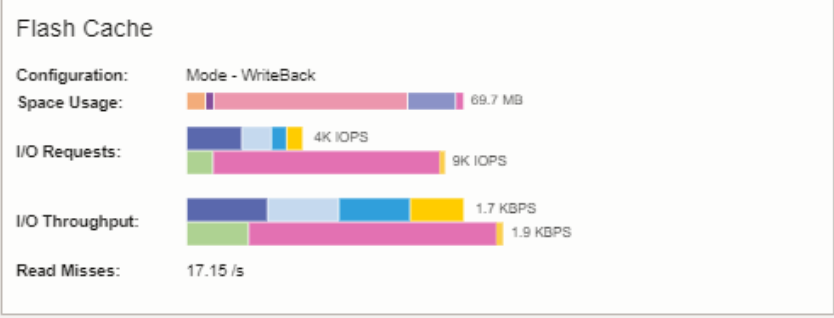 Flash Cache
Configuration: Mode - WriteBack
Space Usage: 69.7 MB
I/O Requests: 4K IOPS
9K IOPS
I/O Throughput: 1.7 KBPS
1.9 KBPS
Read Misses: 17.15 /s